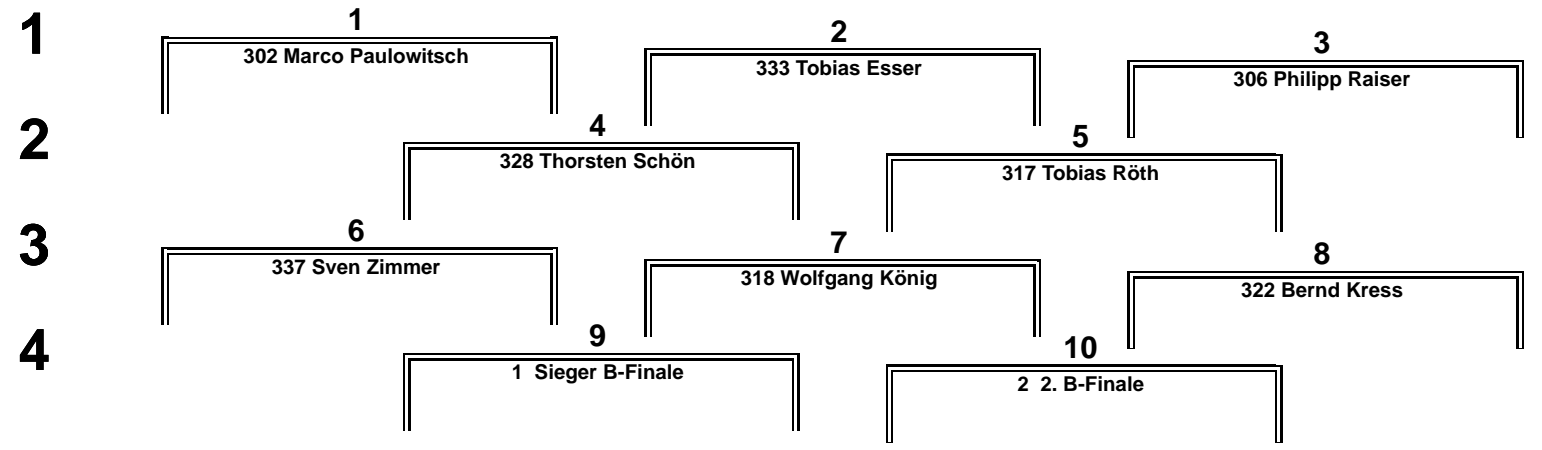 1
1
2
3
302 Marco Paulowitsch
333 Tobias Esser
306 Philipp Raiser
2
4
5
328 Thorsten Schön
317 Tobias Röth
3
6
7
8
337 Sven Zimmer
318 Wolfgang König
322 Bernd Kress
4
9
10
1 Sieger B-Finale
2 2. B-Finale